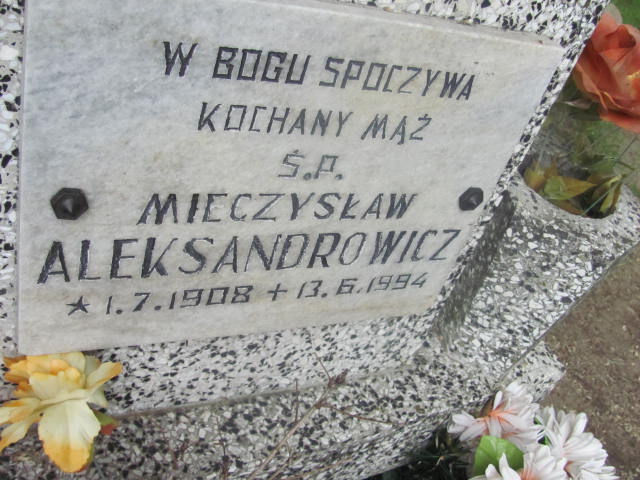 W BOGU SPOCZYWA
KOCHANY MĄŻ
Ś.P.
MIECZYSŁAW
ALEKSANDROWICZ
* 1.7.1908 + 13.6.1994